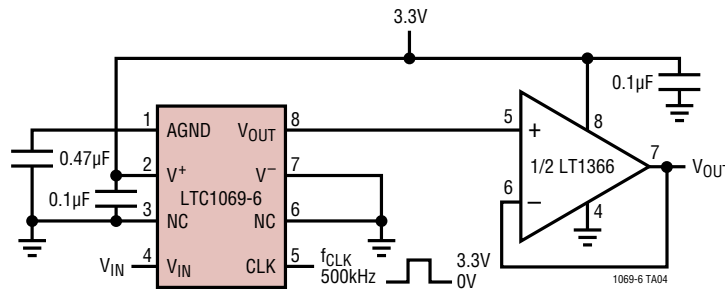 3.3V
0.1µF
1 AGND VOUT 8
5 +
8
0.47µF
2 V+ V− 7
1/2 LT1366
7 VOUT
0.1µF
LTC1069-6
6 −
3 NC NC 6
4
4 VIN VIN CLK 5
fCLK
500kHz
3.3V
0V
1069-6 TA04